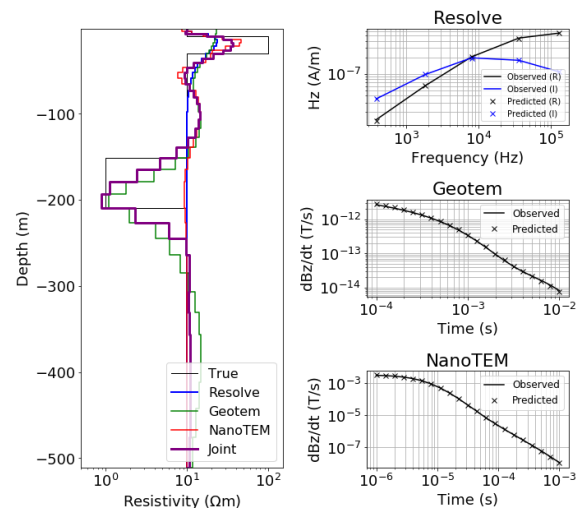 Depth (m)
−100
−200
−300
−400
−500
True
Resolve
Geotem
NanoTEM
Joint
10⁰
10¹
10²
Resistivity (Ωm)
Resolve
Hz (A/m)
10⁻⁷
Observed (R)
Observed (I)
Predicted (R)
Predicted (I)
10³
10⁴
10⁵
Frequency (Hz)
Geotem
dBz/dt (T/s)
10⁻¹²
10⁻¹³
10⁻¹⁴
Observed
Predicted
10⁻⁴
10⁻³
10⁻²
Time (s)
NanoTEM
dBz/dt (T/s)
10⁻³
10⁻⁵
10⁻⁷
Observed
Predicted
10⁻⁶
10⁻⁵
10⁻⁴
10⁻³
Time (s)